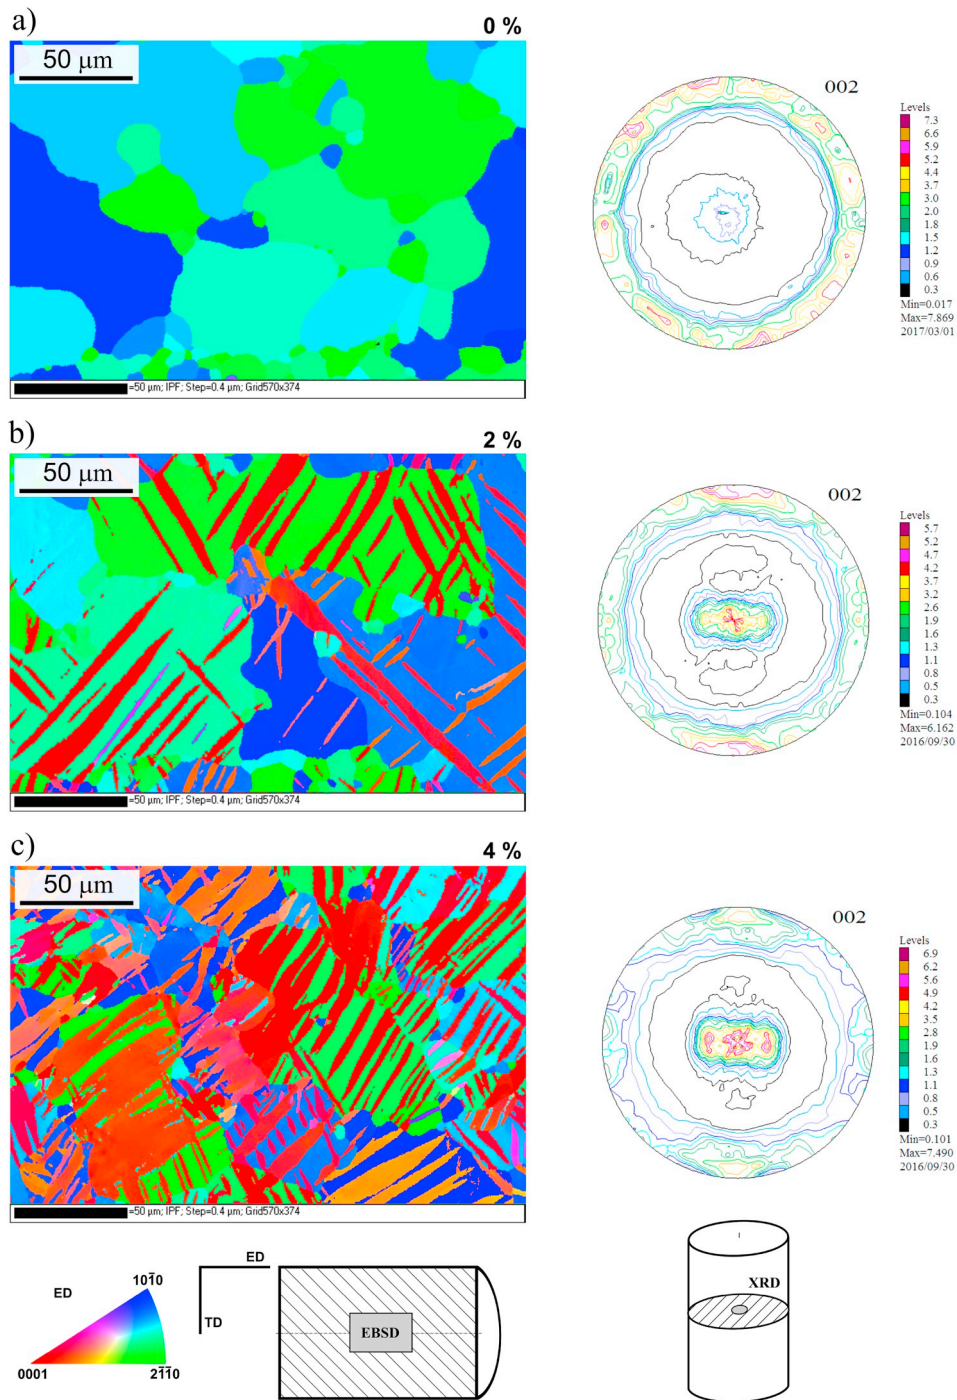 a)
0 %
50 μm
=50 μm; IPF; Step=0.4 μm; Grid570x374
002
Levels
7.3
6.6
5.9
5.2
4.4
3.7
3.0
2.0
1.8
1.5
1.2
0.9
0.6
0.3
Min=0.017
Max=7.869
2017/03/01
b)
2 %
50 μm
=50 μm; IPF; Step=0.4 μm; Grid570x374
002
Levels
5.7
5.2
4.7
4.2
3.7
3.2
2.6
1.9
1.6
1.3
1.1
0.8
0.5
0.3
Min=0.104
Max=6.162
2016/09/30
c)
4 %
50 μm
=50 μm; IPF; Step=0.4 μm; Grid570x374
002
Levels
6.9
6.2
5.6
4.9
4.2
3.5
2.8
1.9
1.6
1.3
1.1
0.8
0.5
0.3
Min=0.101
Max=7.490
2016/09/30
ED
101̄0
0001
21̄1̄0
ED
TD
EBSD
XRD